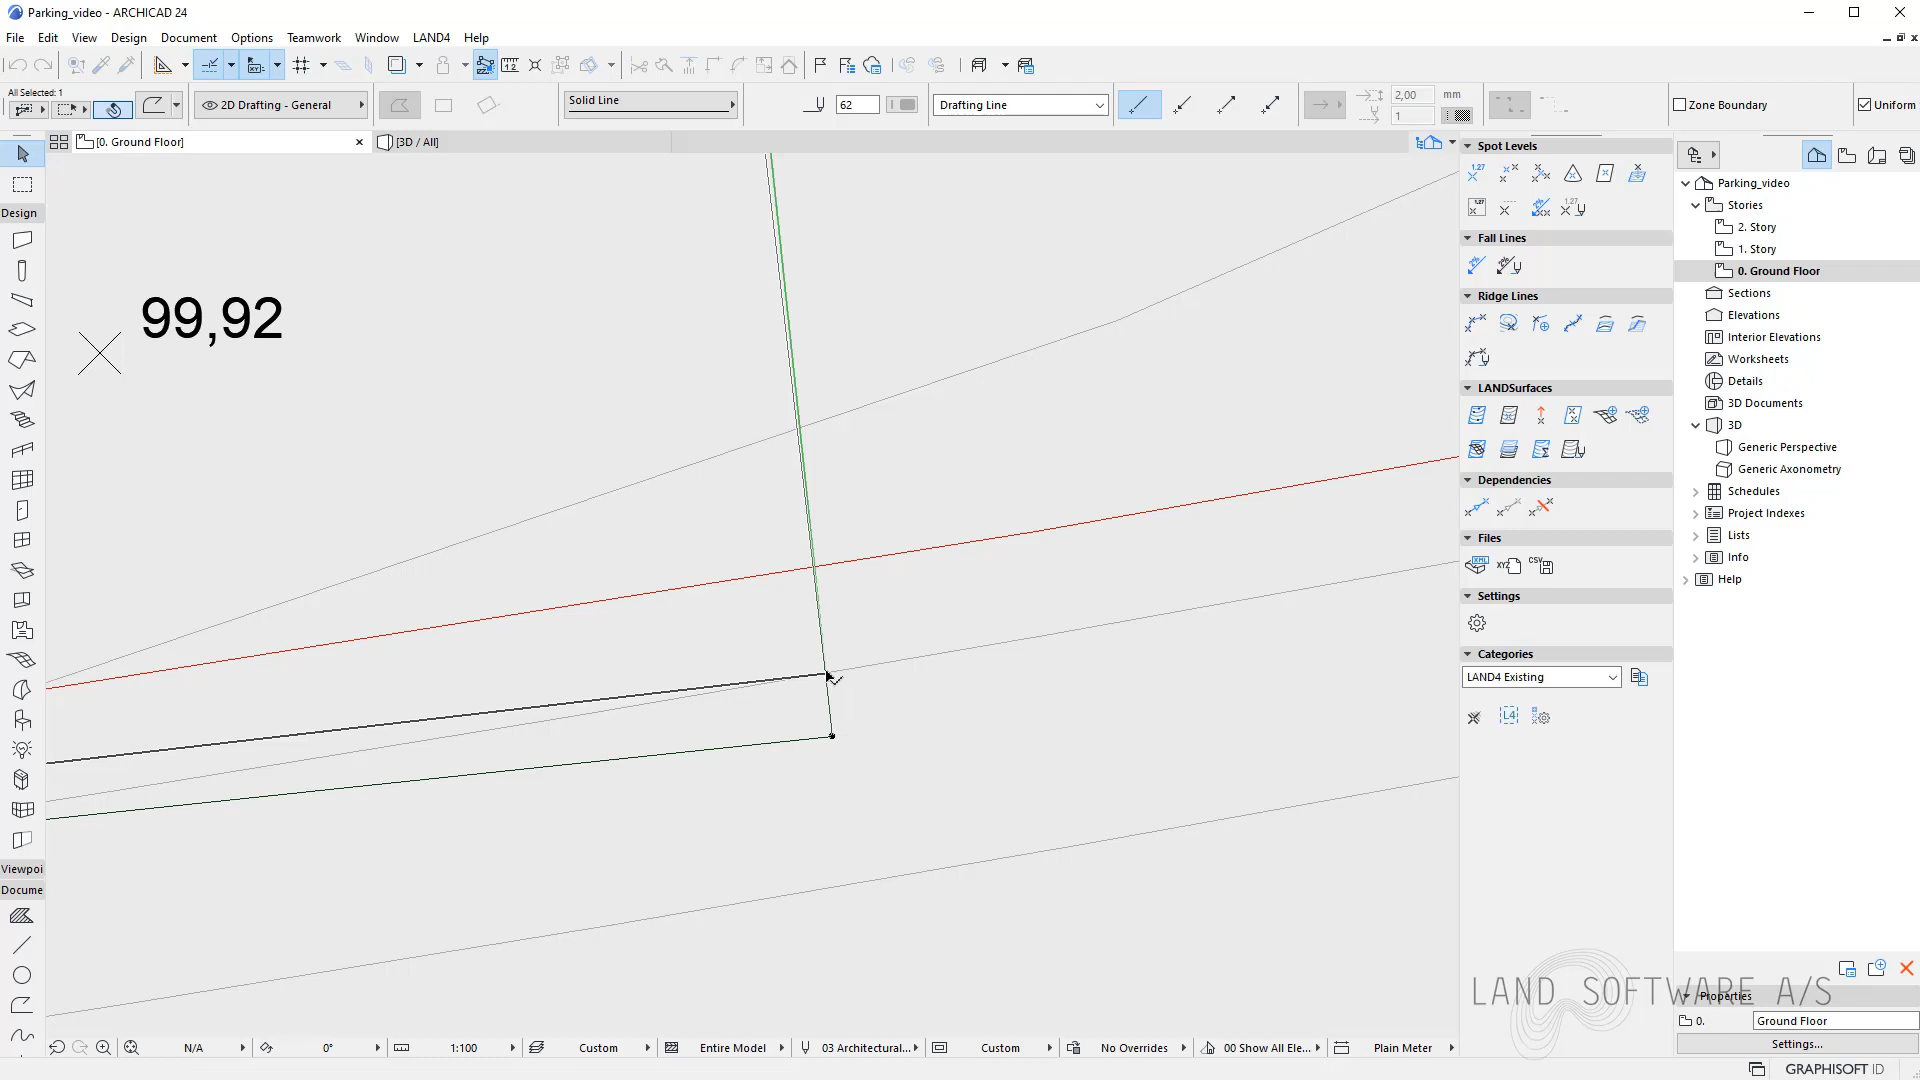 Parking_video - ARCHICAD 24
File Edit View Design Document Options Teamwork Window LAND4 Help
All Selected: 1
2D Drafting - General
Solid Line
62
Drafting Line
2,00 mm
1
Zone Boundary
Uniform
[0. Ground Floor]
[3D / All]
Design
Viewpoi
Docume
99,92
Spot Levels
Fall Lines
Ridge Lines
LANDSurfaces
Dependencies
Files
Settings
Categories
LAND4 Existing
Parking_video
Stories
2. Story
1. Story
0. Ground Floor
Sections
Elevations
Interior Elevations
Worksheets
Details
3D Documents
3D
Generic Perspective
Generic Axonometry
Schedules
Project Indexes
Lists
Info
Help
LAND SOFTWARE A/S
Properties
0. Ground Floor
Settings...
N/A 0° 1:100 Custom Entire Model 03 Architectural... Custom No Overrides 00 Show All Ele... Plain Meter
GRAPHISOFT ID